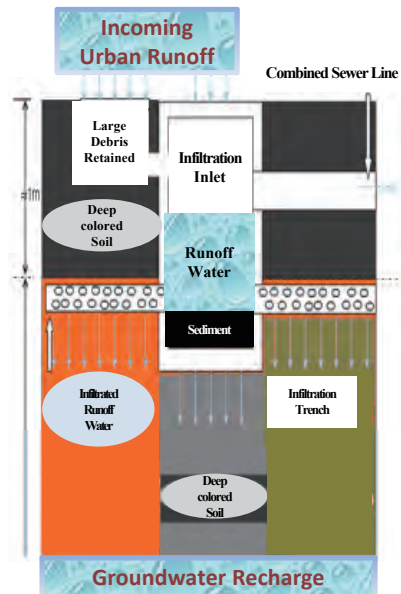 Incoming
Urban Runoff
Combined Sewer Line
Large
Debris
Retained
Infiltration
Inlet
Deep
colored
Soil
≈1m
Runoff
Water
Sediment
Infiltrated
Runoff
Water
Infiltration
Trench
Deep
colored
Soil
Groundwater Recharge